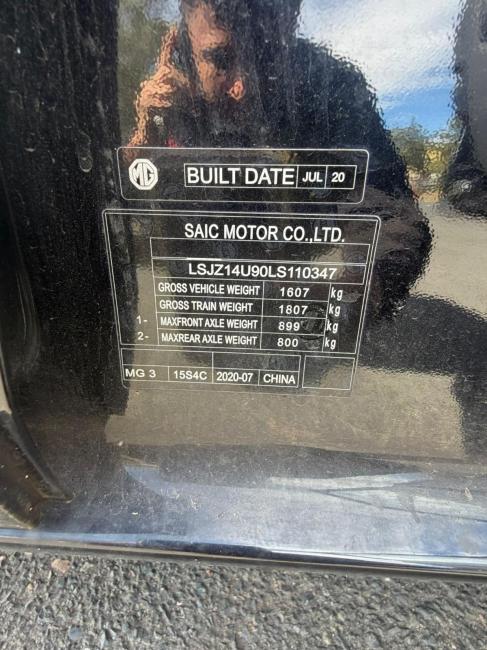 MG BUILT DATE JUL 20
SAIC MOTOR CO.,LTD.
LSJZ14U90LS110347
GROSS VEHICLE WEIGHT 1607 kg
GROSS TRAIN WEIGHT 1807 kg
1- MAXFRONT AXLE WEIGHT 899 kg
2- MAXREAR AXLE WEIGHT 800 kg
MG 3 15S4C 2020-07 CHINA